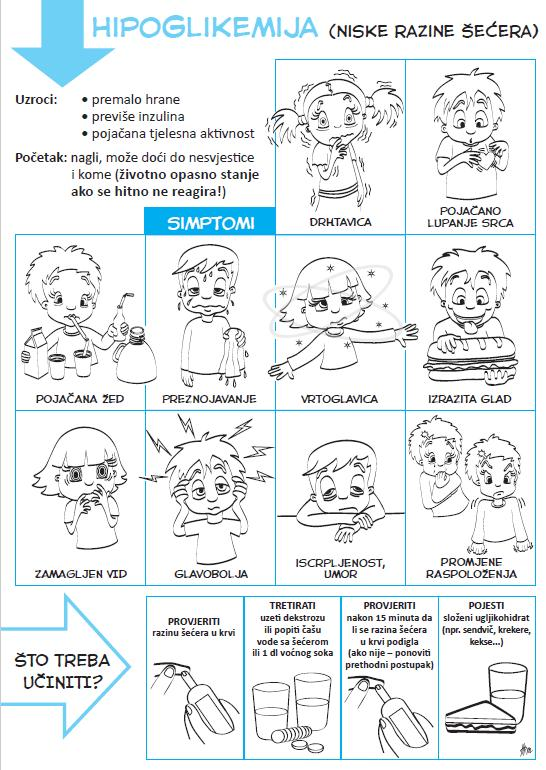 HIPOGLIKEMIJA (NISKE RAZINE ŠEĆERA)
Uzroci: • premalo hrane
• previše inzulina
• pojačana tjelesna aktivnost
Početak: nagli, može doći do nesvjestice
i kome (životno opasno stanje
ako se hitno ne reagira!)
SIMPTOMI
DRHTAVICA
POJAČANO
LUPANJE SRCA
POJAČANA ŽEĐ
PREZNOJAVANJE
VRTOGLAVICA
IZRAZITA GLAD
ZAMAGLJEN VID
GLAVOBOLJA
ISCRPLJENOST,
UMOR
PROMJENE
RASPOLOŽENJA
ŠTO TREBA
UČINITI?
PROVJERITI
razinu šećera u krvi
TRETIRATI
uzeti dekstrozu
ili popiti čašu
vode sa šećerom
ili 1 dl voćnog soka
PROVJERITI
nakon 15 minuta da
li se razina šećera
u krvi podigla
(ako nije – ponoviti
prethodni postupak)
POJESTI
složeni ugljikohidrat
(npr. sendvič, krekere,
kekse...)